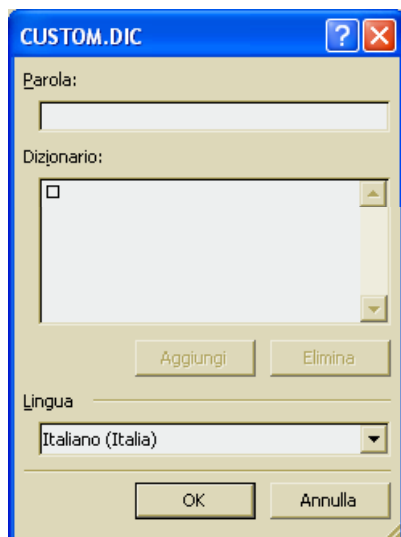 CUSTOM.DIC
Parola:
Dizionario:
Aggiungi Elimina
Lingua
Italiano (Italia)
OK Annulla